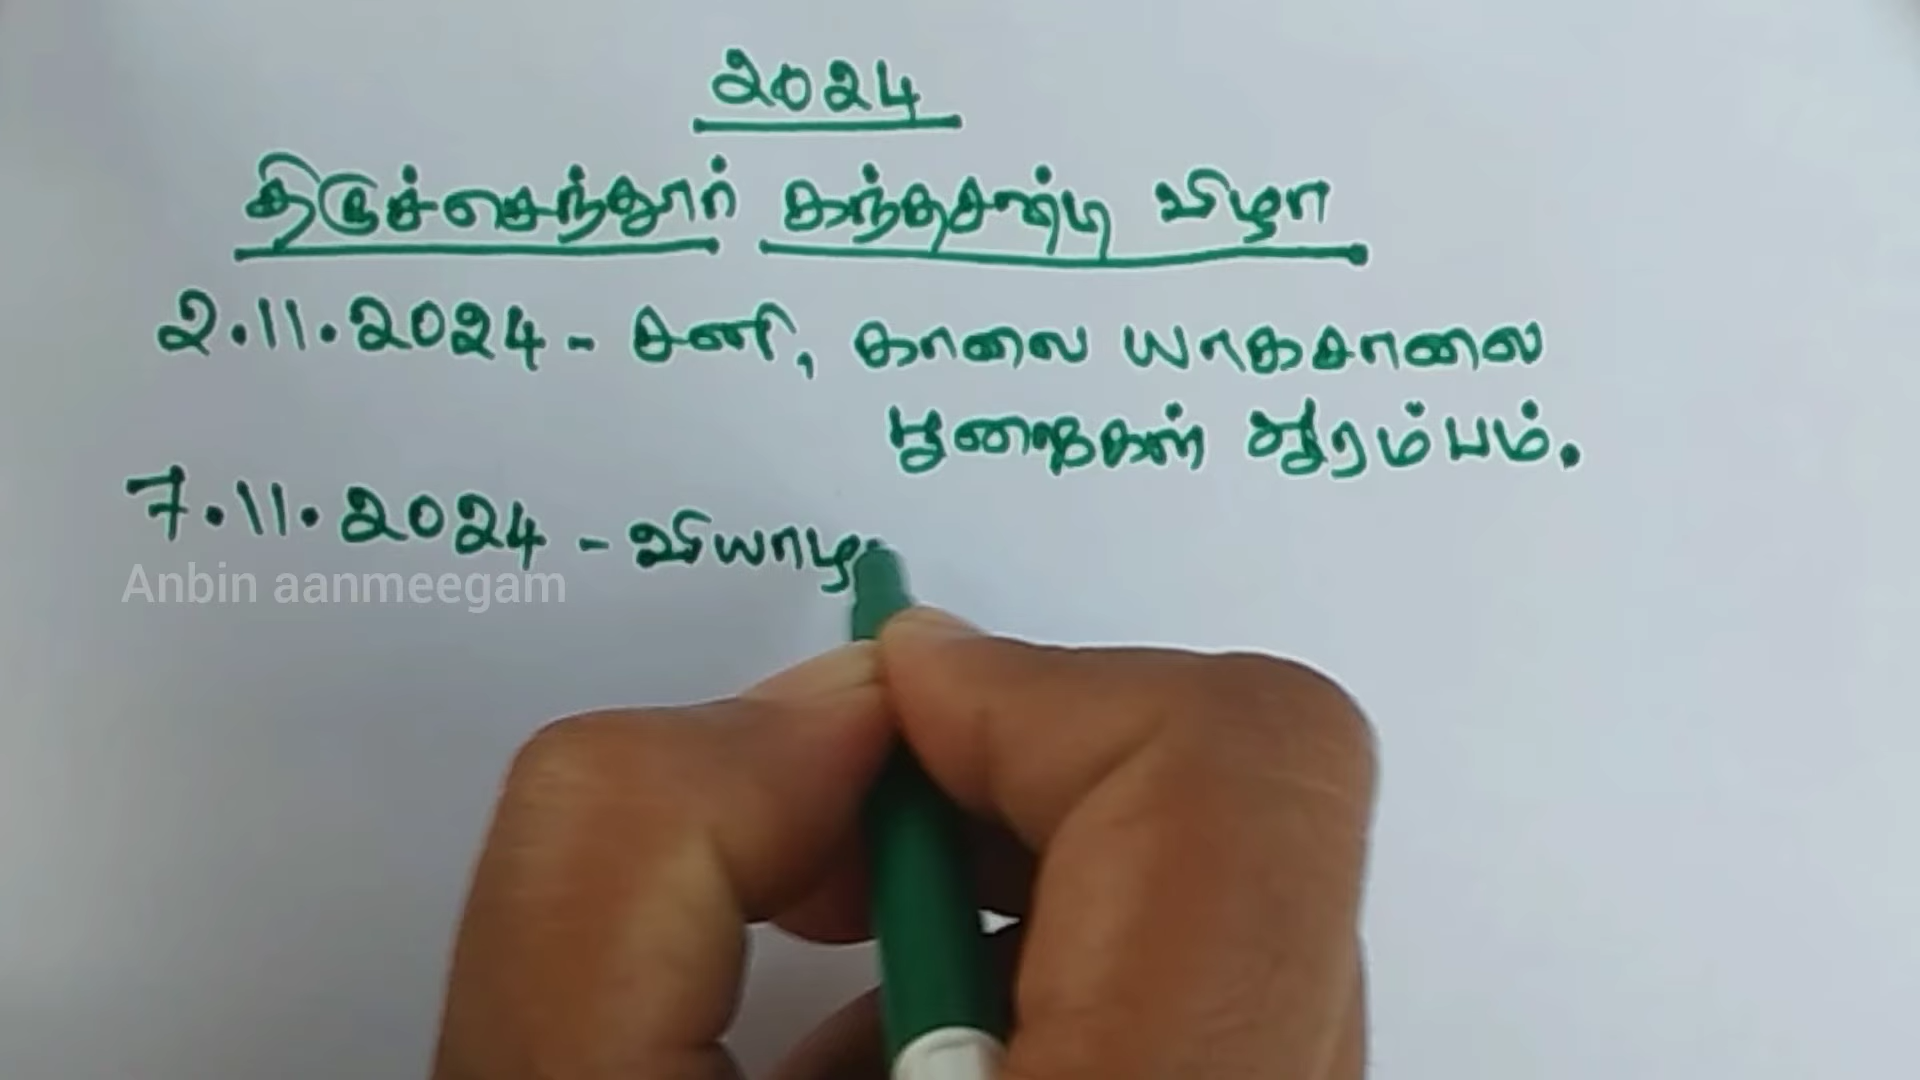 2024
திருச்செந்தூர் கந்தசஷ்டி விழா
2.11.2024 - சனி, காலை யாகசாலை
பூஜைகள் ஆரம்பம்.
7.11.2024 - வியாழ
Anbin aanmeegam